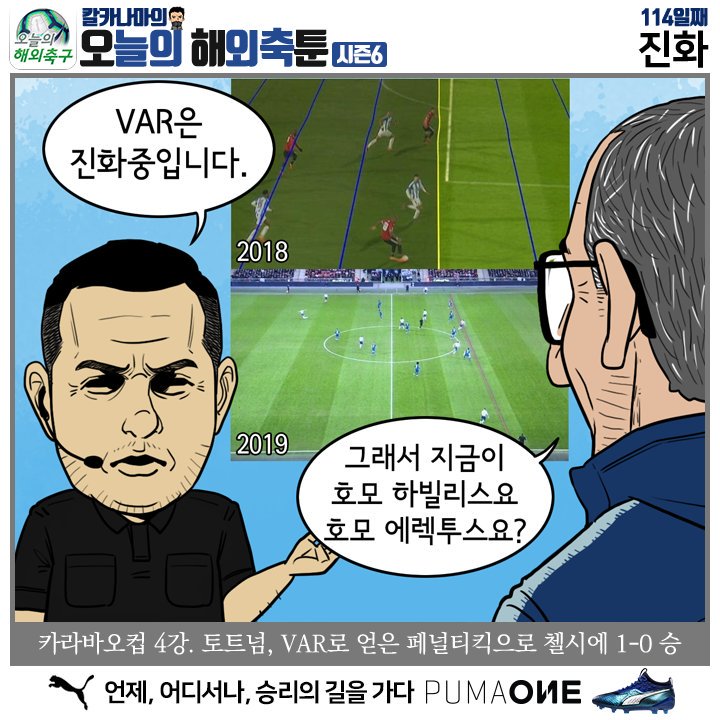 오늘의
해외축구
칼카나마의
오늘의 해외축툰
시즌6
114일째
진화
VAR은
진화중입니다.
2018
2019
그래서 지금이
호모 하빌리스요
호모 에렉투스요?
카라바오컵 4강. 토트넘, VAR로 얻은 페널티킥으로 첼시에 1-0 승
언제, 어디서나, 승리의 길을 가다 PUMAONE